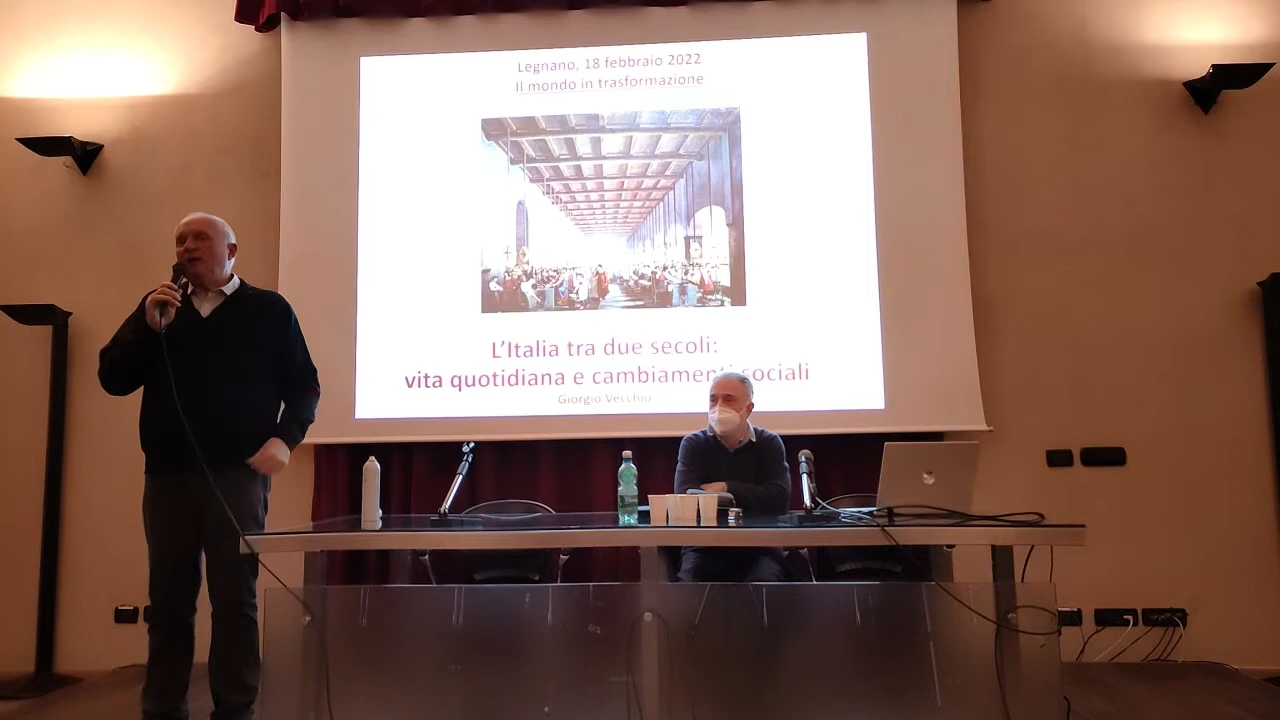 Legnano, 18 febbraio 2022
Il mondo in trasformazione
L'Italia tra due secoli:
vita quotidiana e cambiamenti sociali
Giorgio Vecchio